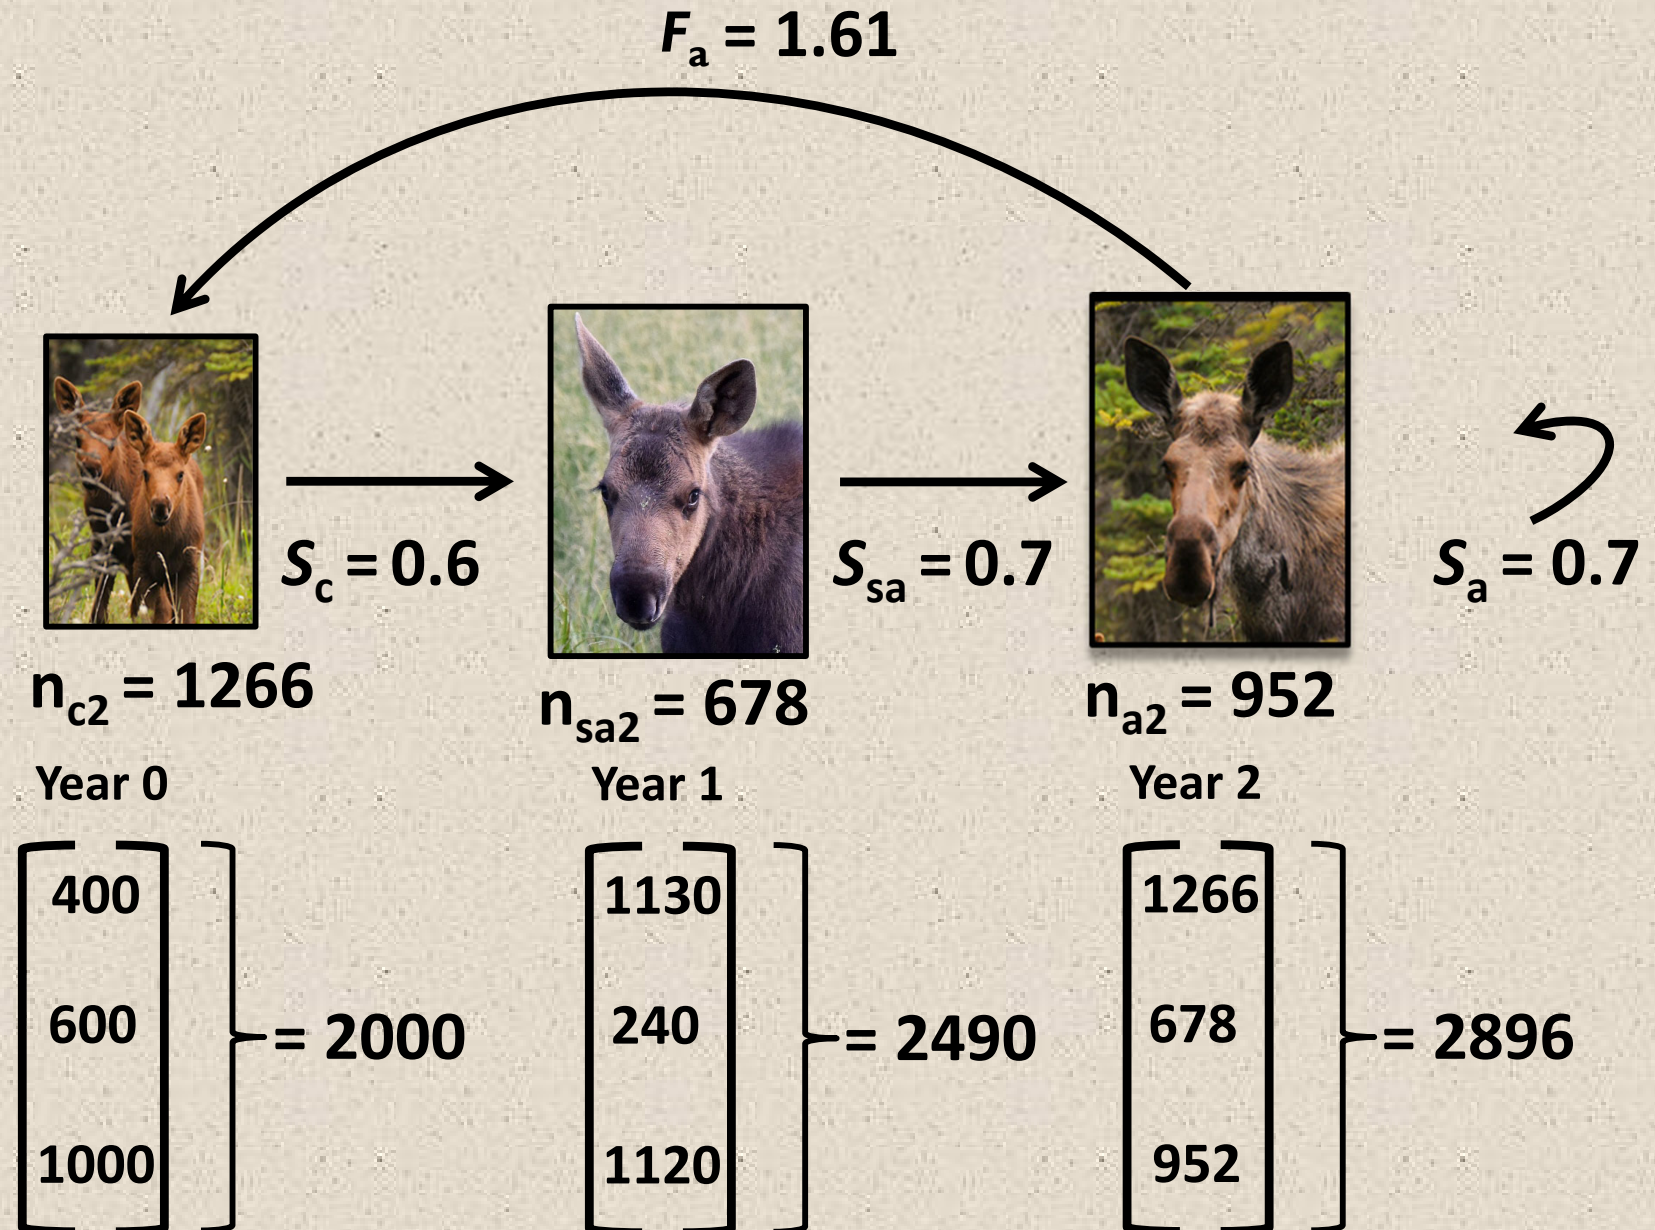 Fa = 1.61
Sc = 0.6
Ssa = 0.7
Sa = 0.7
nc2 = 1266
nsa2 = 678
na2 = 952
Year 0
Year 1
Year 2
400
600
1000
= 2000
1130
240
1120
= 2490
1266
678
952
= 2896